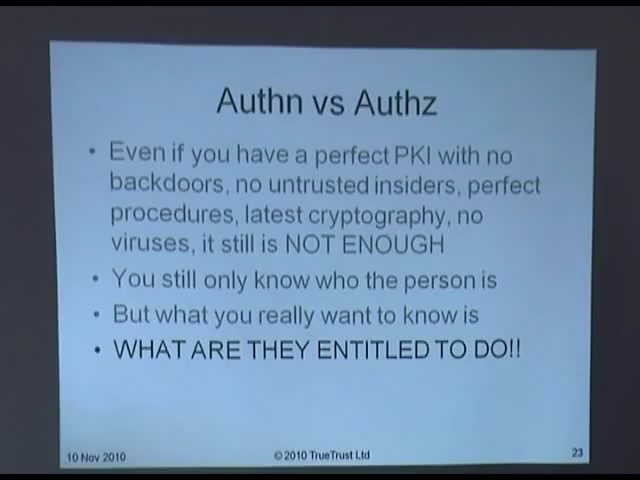 Authn vs Authz
• Even if you have a perfect PKI with no
backdoors, no untrusted insiders, perfect
procedures, latest cryptography, no
viruses, it still is NOT ENOUGH
• You still only know who the person is
• But what you really want to know is
• WHAT ARE THEY ENTITLED TO DO!!
10 Nov 2010
© 2010 TrueTrust Ltd
23